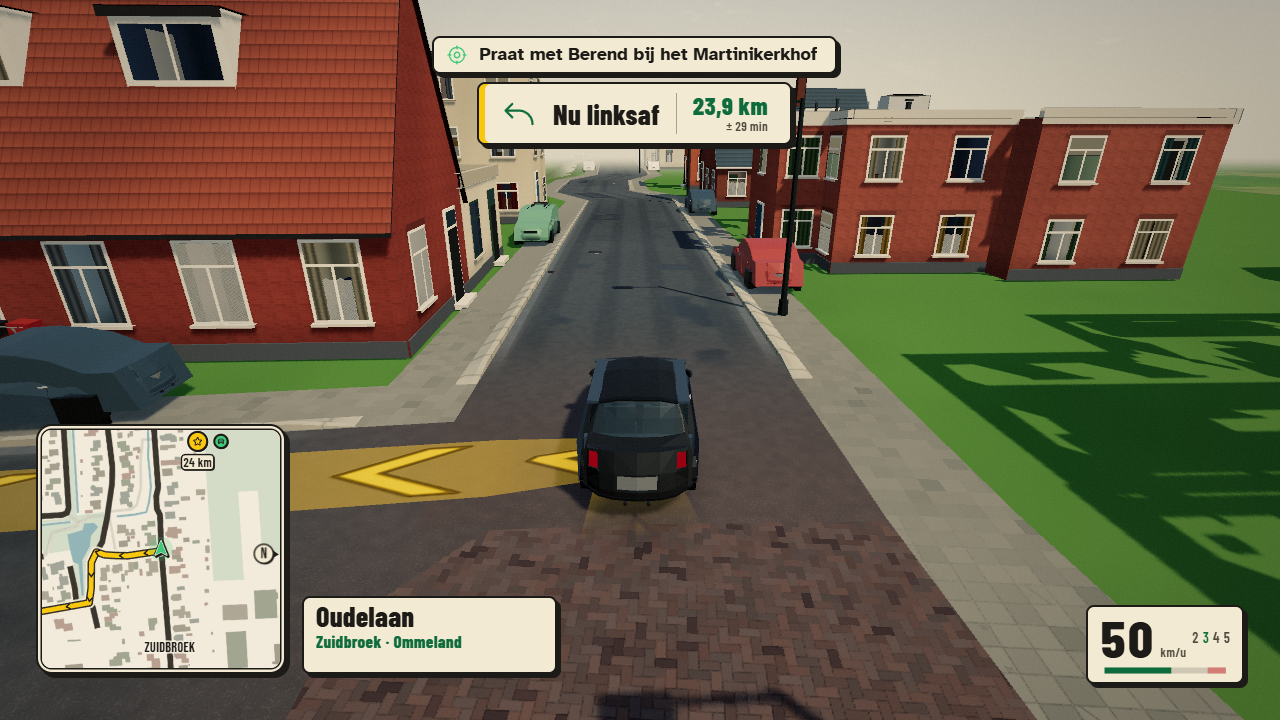 Praat met Berend bij het Martinikerkhof
Nu linksaf
23,9 km
± 29 min
24 km
N
ZUIDBROEK
Oudelaan
Zuidbroek · Ommeland
50 km/u
2 3 4 5